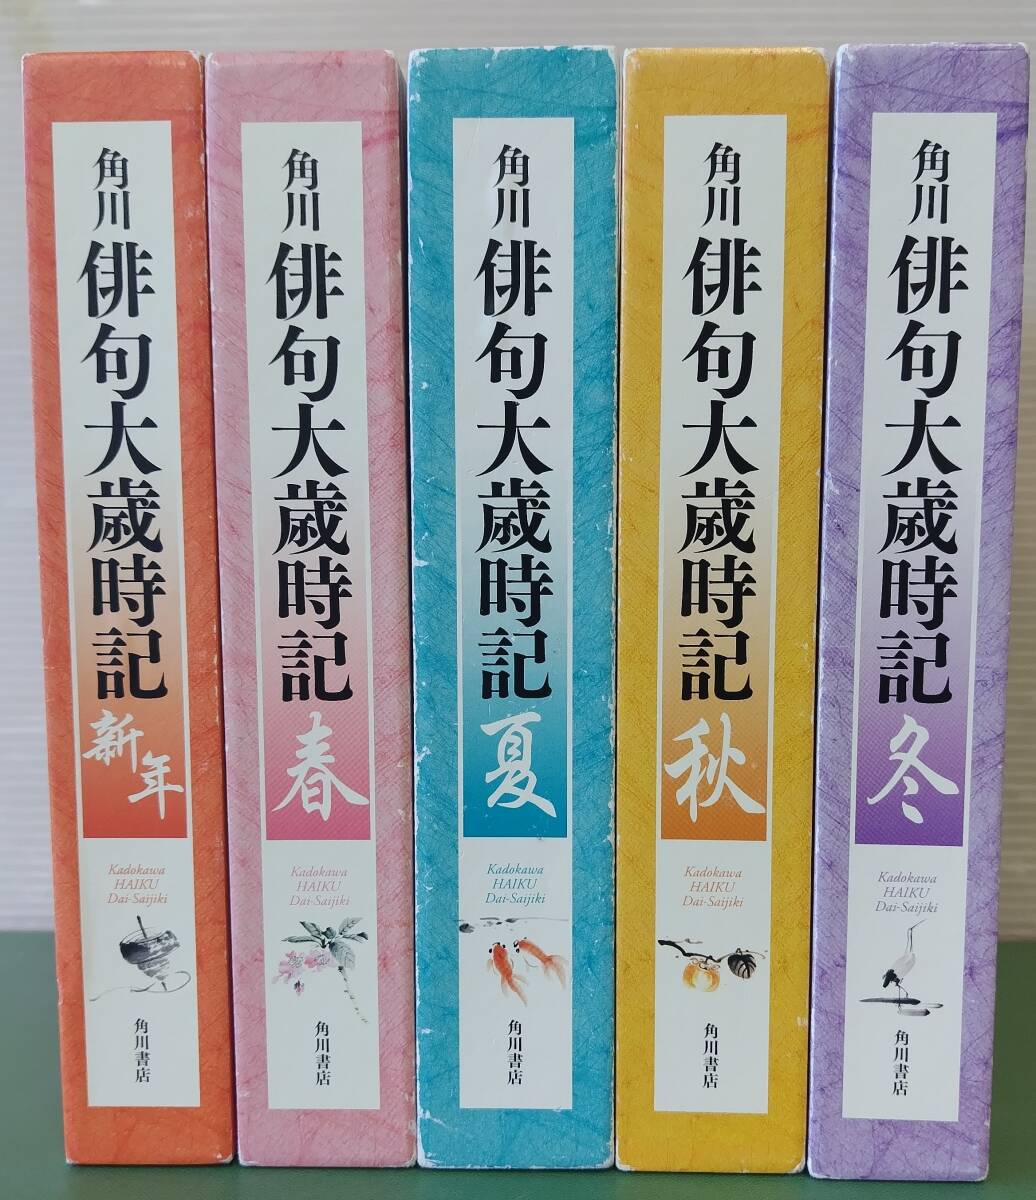 角川
俳句大歳時記
新年
Kadokawa
HAIKU
Dai-Saijiki
角川書店
角川
俳句大歳時記
春
Kadokawa
HAIKU
Dai-Saijiki
角川書店
角川
俳句大歳時記
夏
Kadokawa
HAIKU
Dai-Saijiki
角川書店
角川
俳句大歳時記
秋
Kadokawa
HAIKU
Dai-Saijiki
角川書店
角川
俳句大歳時記
冬
Kadokawa
HAIKU
Dai-Saijiki
角川書店